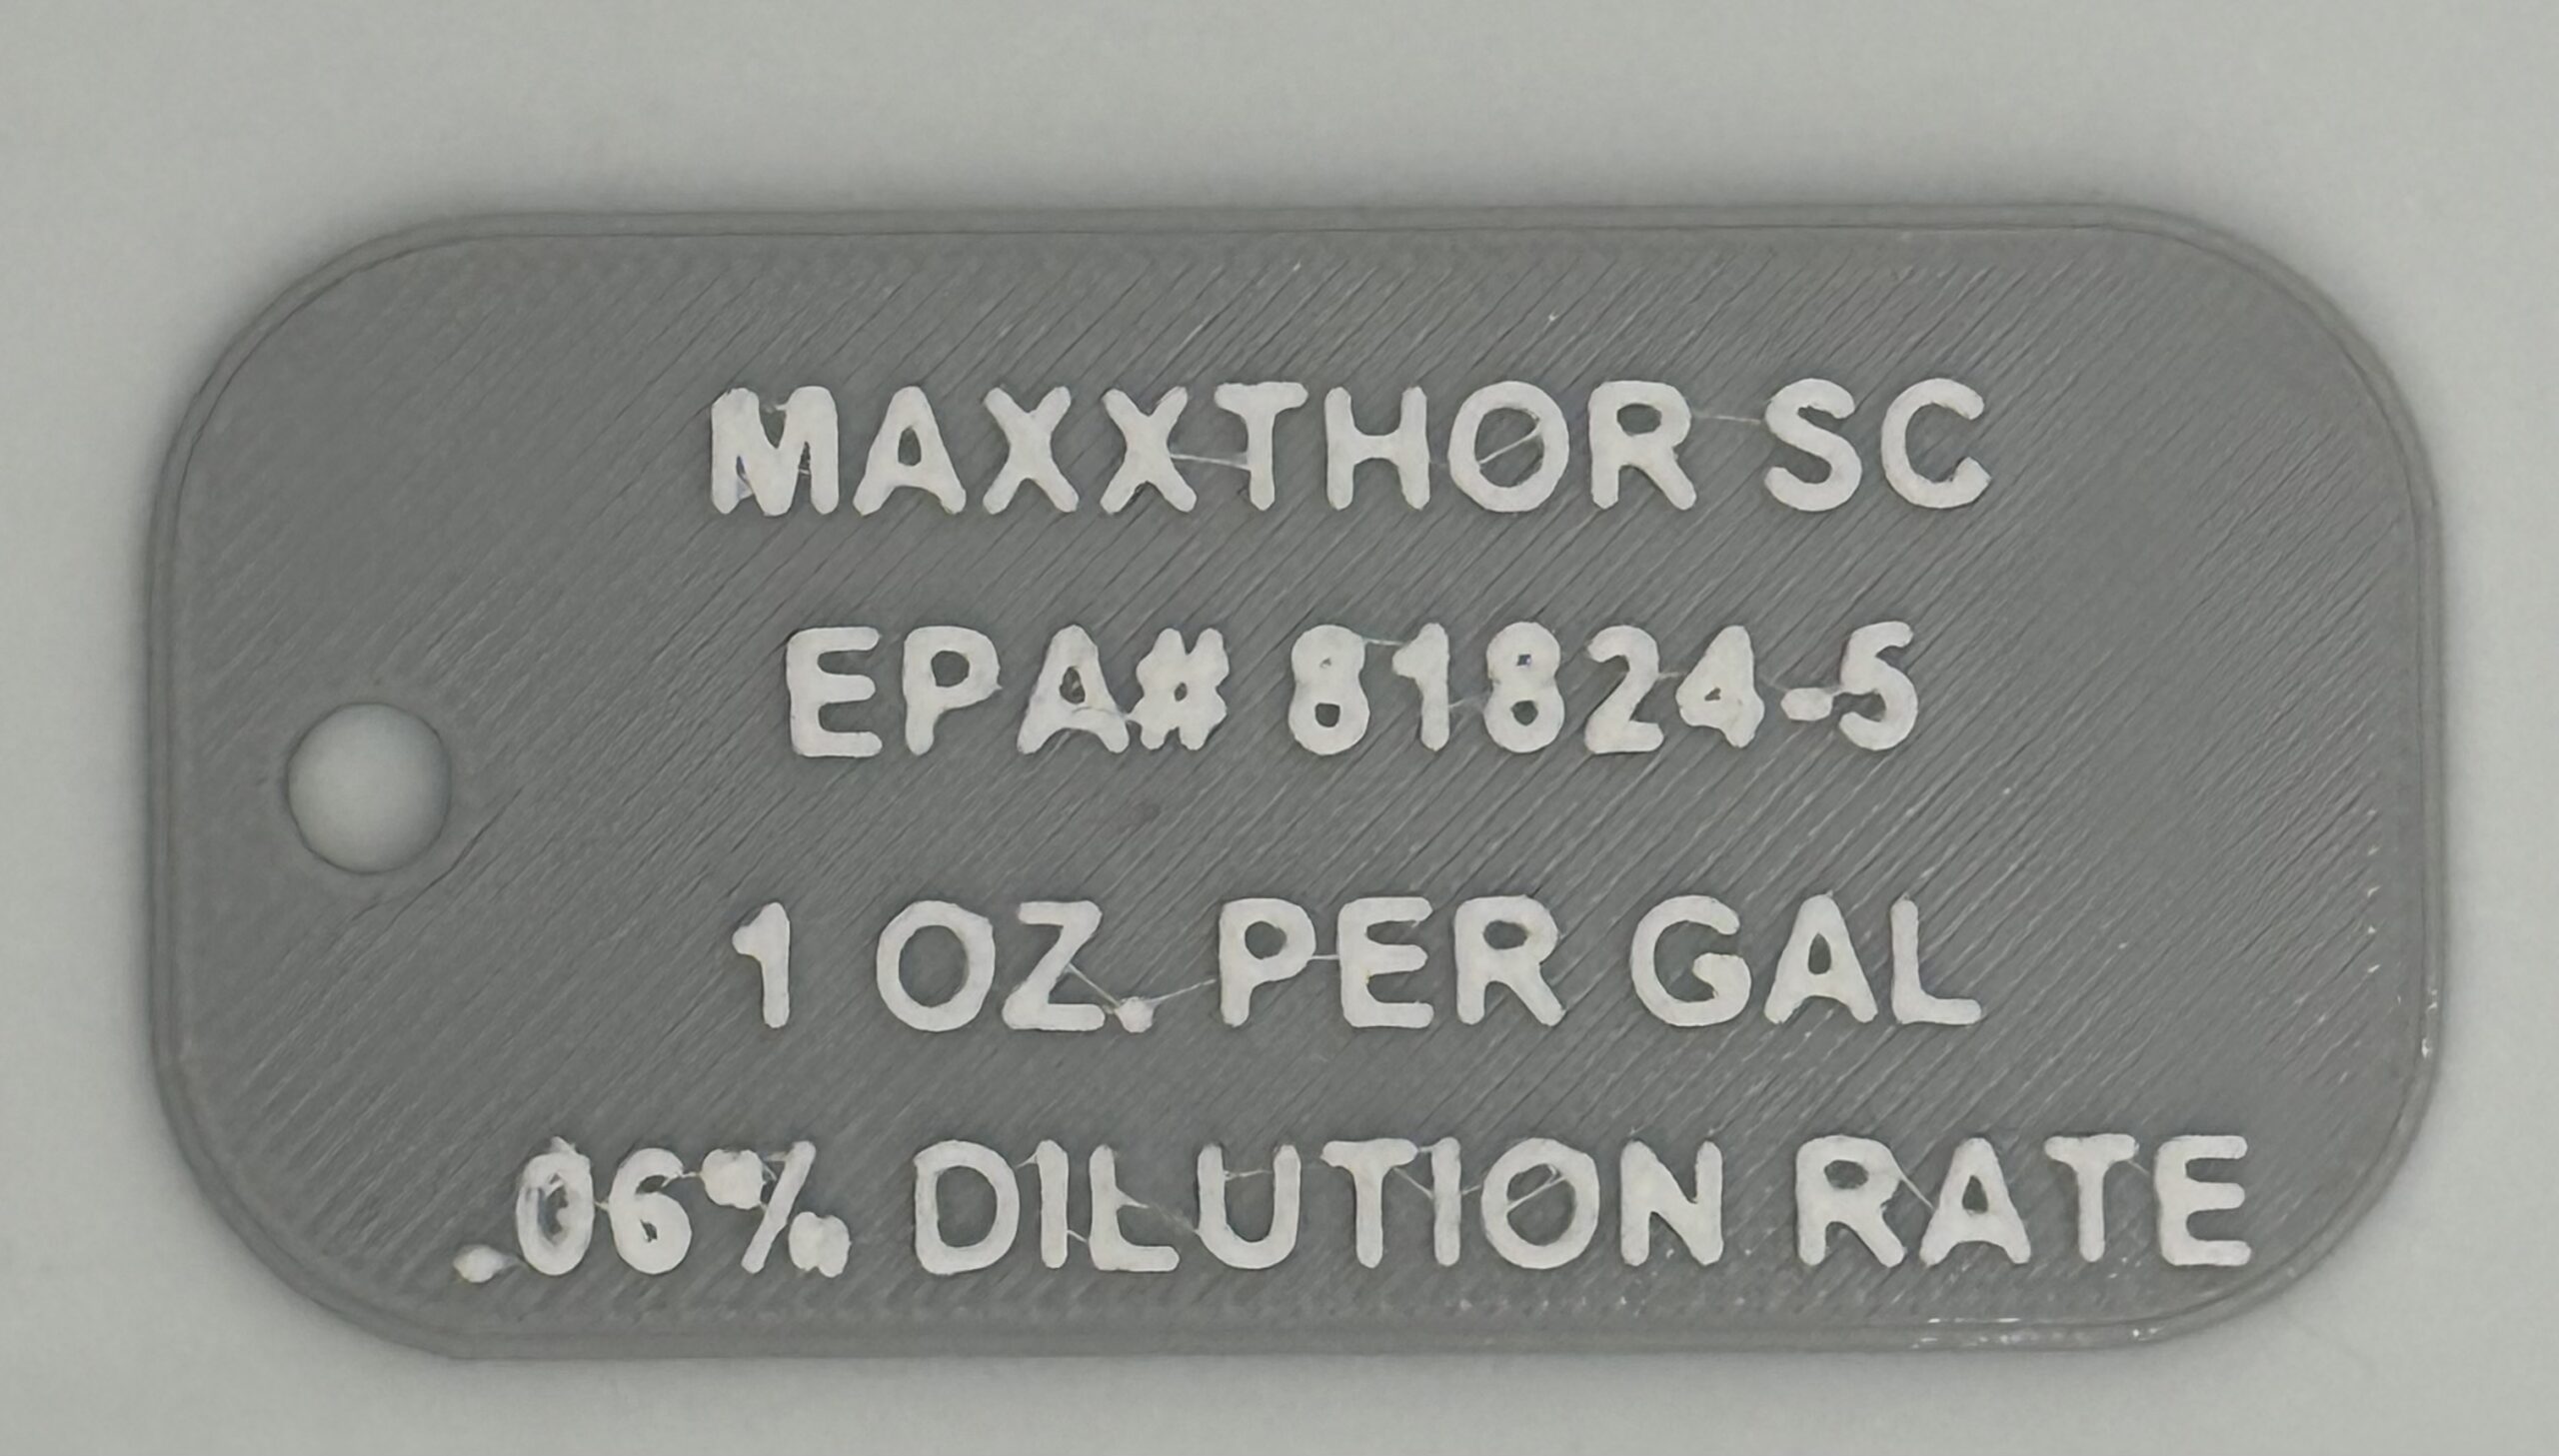 MAXXTHOR SC
EPA# 81824-5
1 OZ. PER GAL
.06% DILUTION RATE